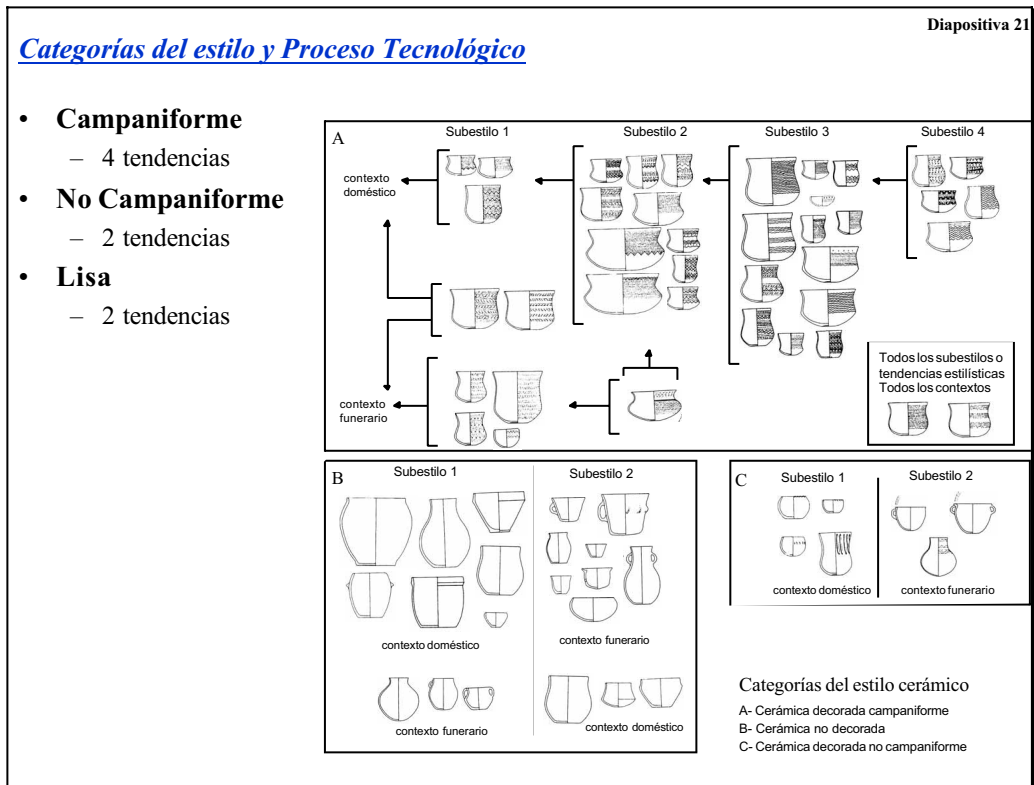 Diapositiva 21
Categorías del estilo y Proceso Tecnológico
• Campaniforme
– 4 tendencias
• No Campaniforme
– 2 tendencias
• Lisa
– 2 tendencias
A
Subestilo 1
Subestilo 2
Subestilo 3
Subestilo 4
contexto
doméstico
contexto
funerario
Todos los subestilos o
tendencias estilísticas
Todos los contextos
B
Subestilo 1
Subestilo 2
contexto doméstico
contexto funerario
contexto funerario
contexto doméstico
C
Subestilo 1
Subestilo 2
contexto doméstico
contexto funerario
Categorías del estilo cerámico
A- Cerámica decorada campaniforme
B- Cerámica no decorada
C- Cerámica decorada no campaniforme